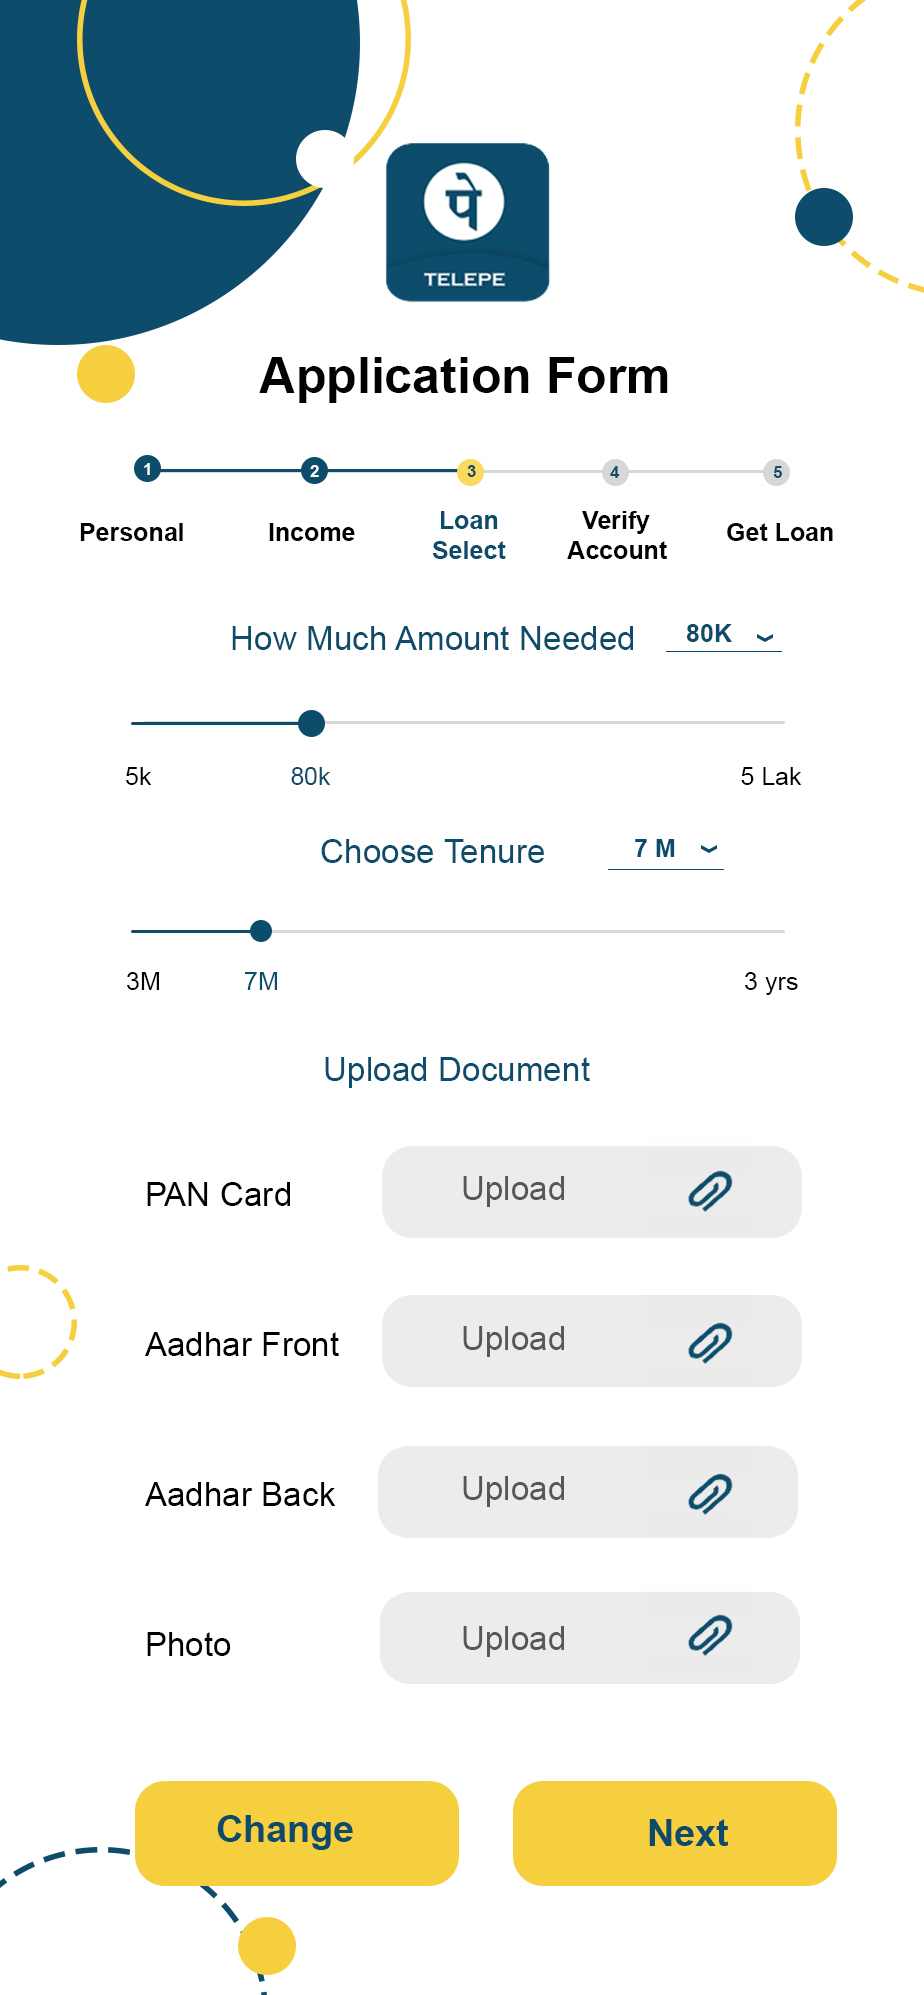 पे
TELEPE
Application Form
1 2 3 4 5
Personal Income Loan Select Verify Account Get Loan
How Much Amount Needed 80K
5k 80k 5 Lak
Choose Tenure 7 M
3M 7M 3 yrs
Upload Document
PAN Card Upload
Aadhar Front Upload
Aadhar Back Upload
Photo Upload
Change Next